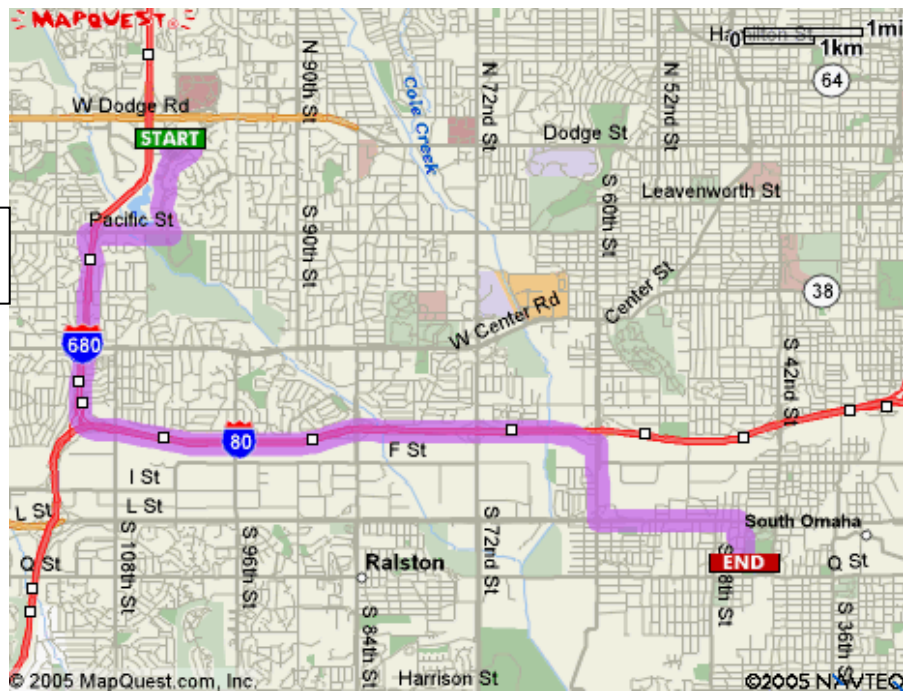 MAPQUEST
1mi
0
1km
64
W Dodge Rd
START
N 90th St
Cole Creek
N 72nd St
N 52nd St
Dodge St
Leavenworth St
Pacific St
S 90th St
S 60th St
Center St
38
W Center Rd
680
S 42nd St
80
F St
I St
L St
L St
South Omaha
Q St
S 108th St
S 96th St
Ralston
S 72nd St
END
Q St
S 84th St
S 36th St
Harrison St
© 2005 MapQuest.com, Inc.
©2005 NAVTEQ